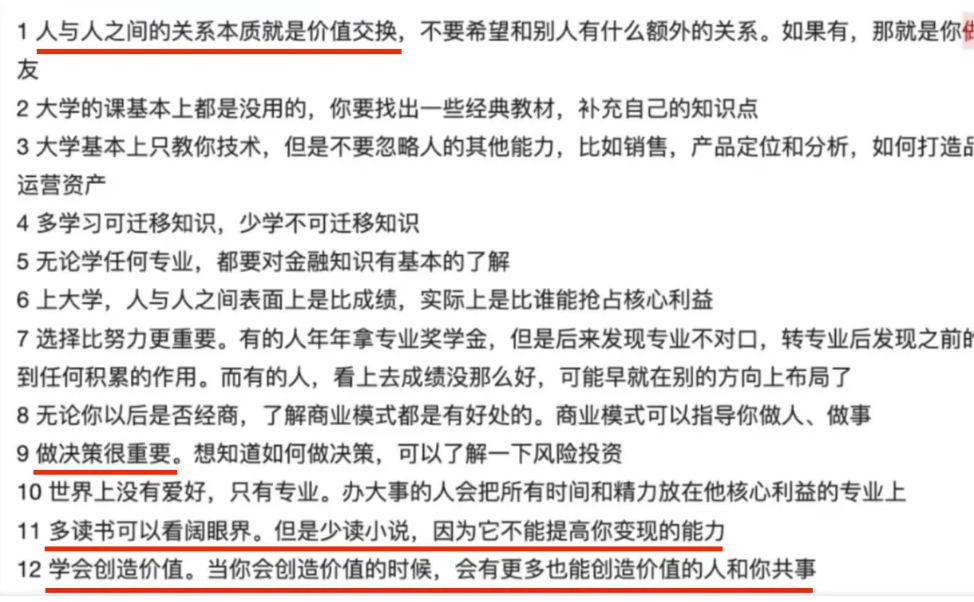 1 人与人之间的关系本质就是价值交换，不要希望和别人有什么额外的关系。如果有，那就是你
友
2 大学的课基本上都是没用的，你要找出一些经典教材，补充自己的知识点
3 大学基本上只教你技术，但是不要忽略人的其他能力，比如销售，产品定位和分析，如何打造品
运营资产
4 多学习可迁移知识，少学不可迁移知识
5 无论学任何专业，都要对金融知识有基本的了解
6 上大学，人与人之间表面上是比成绩，实际上是比谁能抢占核心利益
7 选择比努力更重要。有的人年年拿专业奖学金，但是后来发现专业不对口，转专业后发现之前的
到任何积累的作用。而有的人，看上去成绩没那么好，可能早就在别的方向上布局了
8 无论你以后是否经商，了解商业模式都是有好处的。商业模式可以指导你做人、做事
9 做决策很重要。想知道如何做决策，可以了解一下风险投资
10 世界上没有爱好，只有专业。办大事的人会把所有时间和精力放在他核心利益的专业上
11 多读书可以看阔眼界。但是少读小说，因为它不能提高你变现的能力
12 学会创造价值。当你会创造价值的时候，会有更多也能创造价值的人和你共事